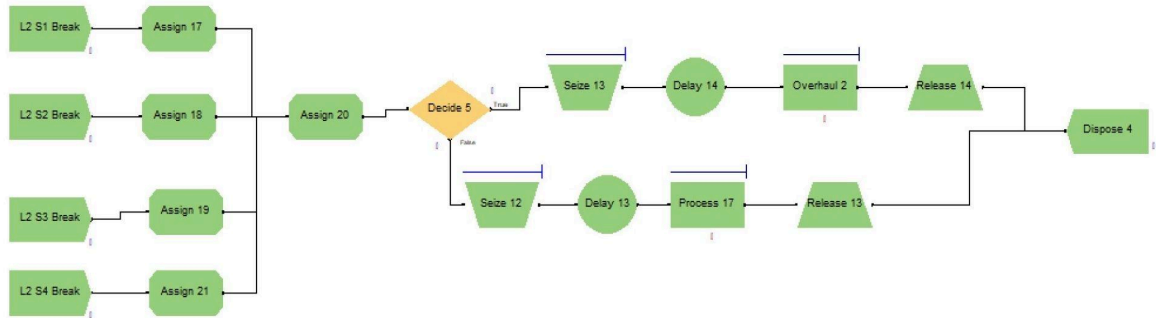 L2 S1 Break
Assign 17
L2 S2 Break
Assign 18
Assign 20
Decide 5
True
False
Seize 13
Delay 14
Overhaul 2
Release 14
Dispose 4
L2 S3 Break
Assign 19
Seize 12
Delay 13
Process 17
Release 13
L2 S4 Break
Assign 21